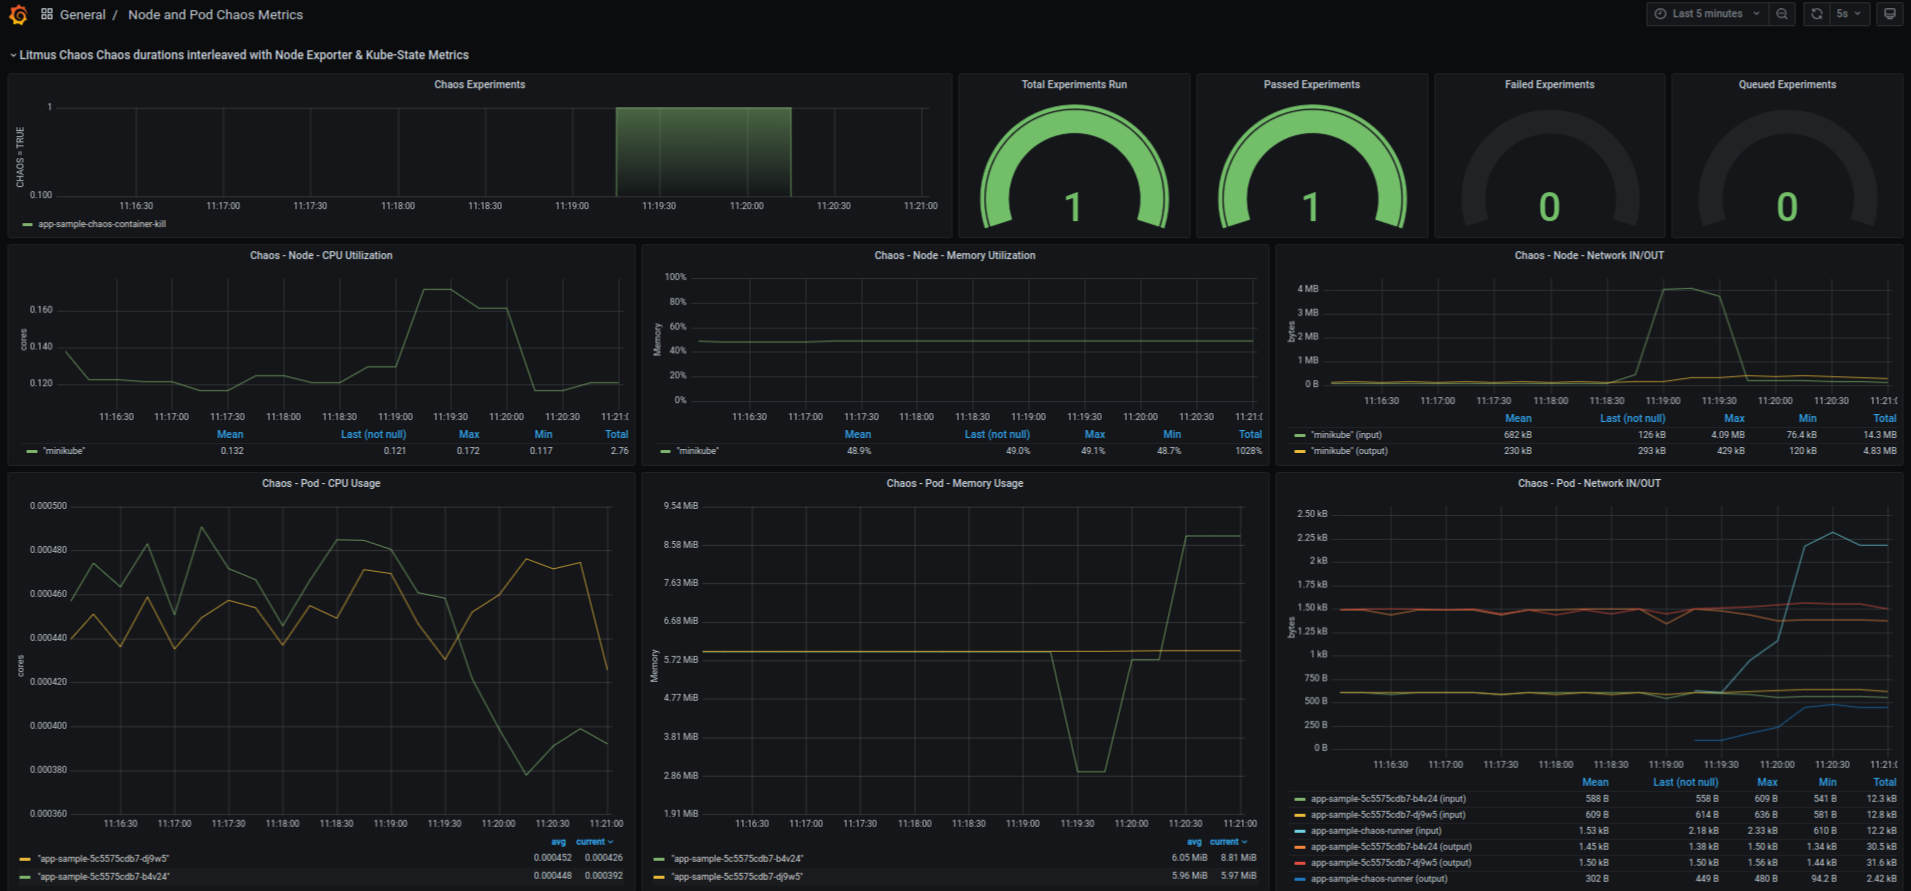 General / Node and Pod Chaos Metrics
Last 5 minutes
5s
Litmus Chaos Chaos durations interleaved with Node Exporter & Kube-State Metrics
Chaos Experiments
CHAOS = TRUE
1
0.100
11:16:30 11:17:00 11:17:30 11:18:00 11:18:30 11:19:00 11:19:30 11:20:00 11:20:30 11:21:00
app-sample-chaos-container-kill
Total Experiments Run
1
Passed Experiments
1
Failed Experiments
0
Queued Experiments
0
Chaos - Node - CPU Utilization
cores
0.160
0.140
0.120
11:16:30 11:17:00 11:17:30 11:18:00 11:18:30 11:19:00 11:19:30 11:20:00 11:20:30 11:21:0
Mean Last (not null) Max Min Total
"minikube" 0.132 0.121 0.172 0.117 2.76
Chaos - Node - Memory Utilization
Memory
100%
80%
60%
40%
20%
0%
11:16:30 11:17:00 11:17:30 11:18:00 11:18:30 11:19:00 11:19:30 11:20:00 11:20:30 11:21:0
Mean Last (not null) Max Min Total
"minikube" 48.9% 49.0% 49.1% 48.7% 1028%
Chaos - Node - Network IN/OUT
bytes
4 MB
3 MB
2 MB
1 MB
0 B
11:16:30 11:17:00 11:17:30 11:18:00 11:18:30 11:19:00 11:19:30 11:20:00 11:20:30 11:21:0
Mean Last (not null) Max Min Total
"minikube" (input) 682 kB 126 kB 4.09 MB 76.4 kB 14.3 MB
"minikube" (output) 230 kB 293 kB 429 kB 120 kB 4.83 MB
Chaos - Pod - CPU Usage
cores
0.000500
0.000480
0.000460
0.000440
0.000420
0.000400
0.000380
0.000360
11:16:30 11:17:00 11:17:30 11:18:00 11:18:30 11:19:00 11:19:30 11:20:00 11:20:30 11:21:00
avg current
"app-sample-5c5575cdb7-dj9w5" 0.000452 0.000426
"app-sample-5c5575cdb7-b4v24" 0.000448 0.000392
Chaos - Pod - Memory Usage
Memory
9.54 MiB
8.58 MiB
7.63 MiB
6.68 MiB
5.72 MiB
4.77 MiB
3.81 MiB
2.86 MiB
1.91 MiB
11:16:30 11:17:00 11:17:30 11:18:00 11:18:30 11:19:00 11:19:30 11:20:00 11:20:30 11:21:00
avg current
"app-sample-5c5575cdb7-b4v24" 6.05 MiB 8.81 MiB
"app-sample-5c5575cdb7-dj9w5" 5.96 MiB 5.97 MiB
Chaos - Pod - Network IN/OUT
bytes
2.50 kB
2.25 kB
2 kB
1.75 kB
1.50 kB
1.25 kB
1 kB
750 B
500 B
250 B
0 B
11:16:30 11:17:00 11:17:30 11:18:00 11:18:30 11:19:00 11:19:30 11:20:00 11:20:30 11:21:0
Mean Last (not null) Max Min Total
app-sample-5c5575cdb7-b4v24 (input) 588 B 558 B 609 B 541 B 12.3 kB
app-sample-5c5575cdb7-dj9w5 (input) 609 B 614 B 636 B 581 B 12.8 kB
app-sample-chaos-runner (input) 1.53 kB 2.18 kB 2.33 kB 610 B 12.2 kB
app-sample-5c5575cdb7-b4v24 (output) 1.45 kB 1.38 kB 1.50 kB 1.34 kB 30.5 kB
app-sample-5c5575cdb7-dj9w5 (output) 1.50 kB 1.50 kB 1.56 kB 1.44 kB 31.6 kB
app-sample-chaos-runner (output) 302 B 449 B 480 B 94.2 B 2.42 kB